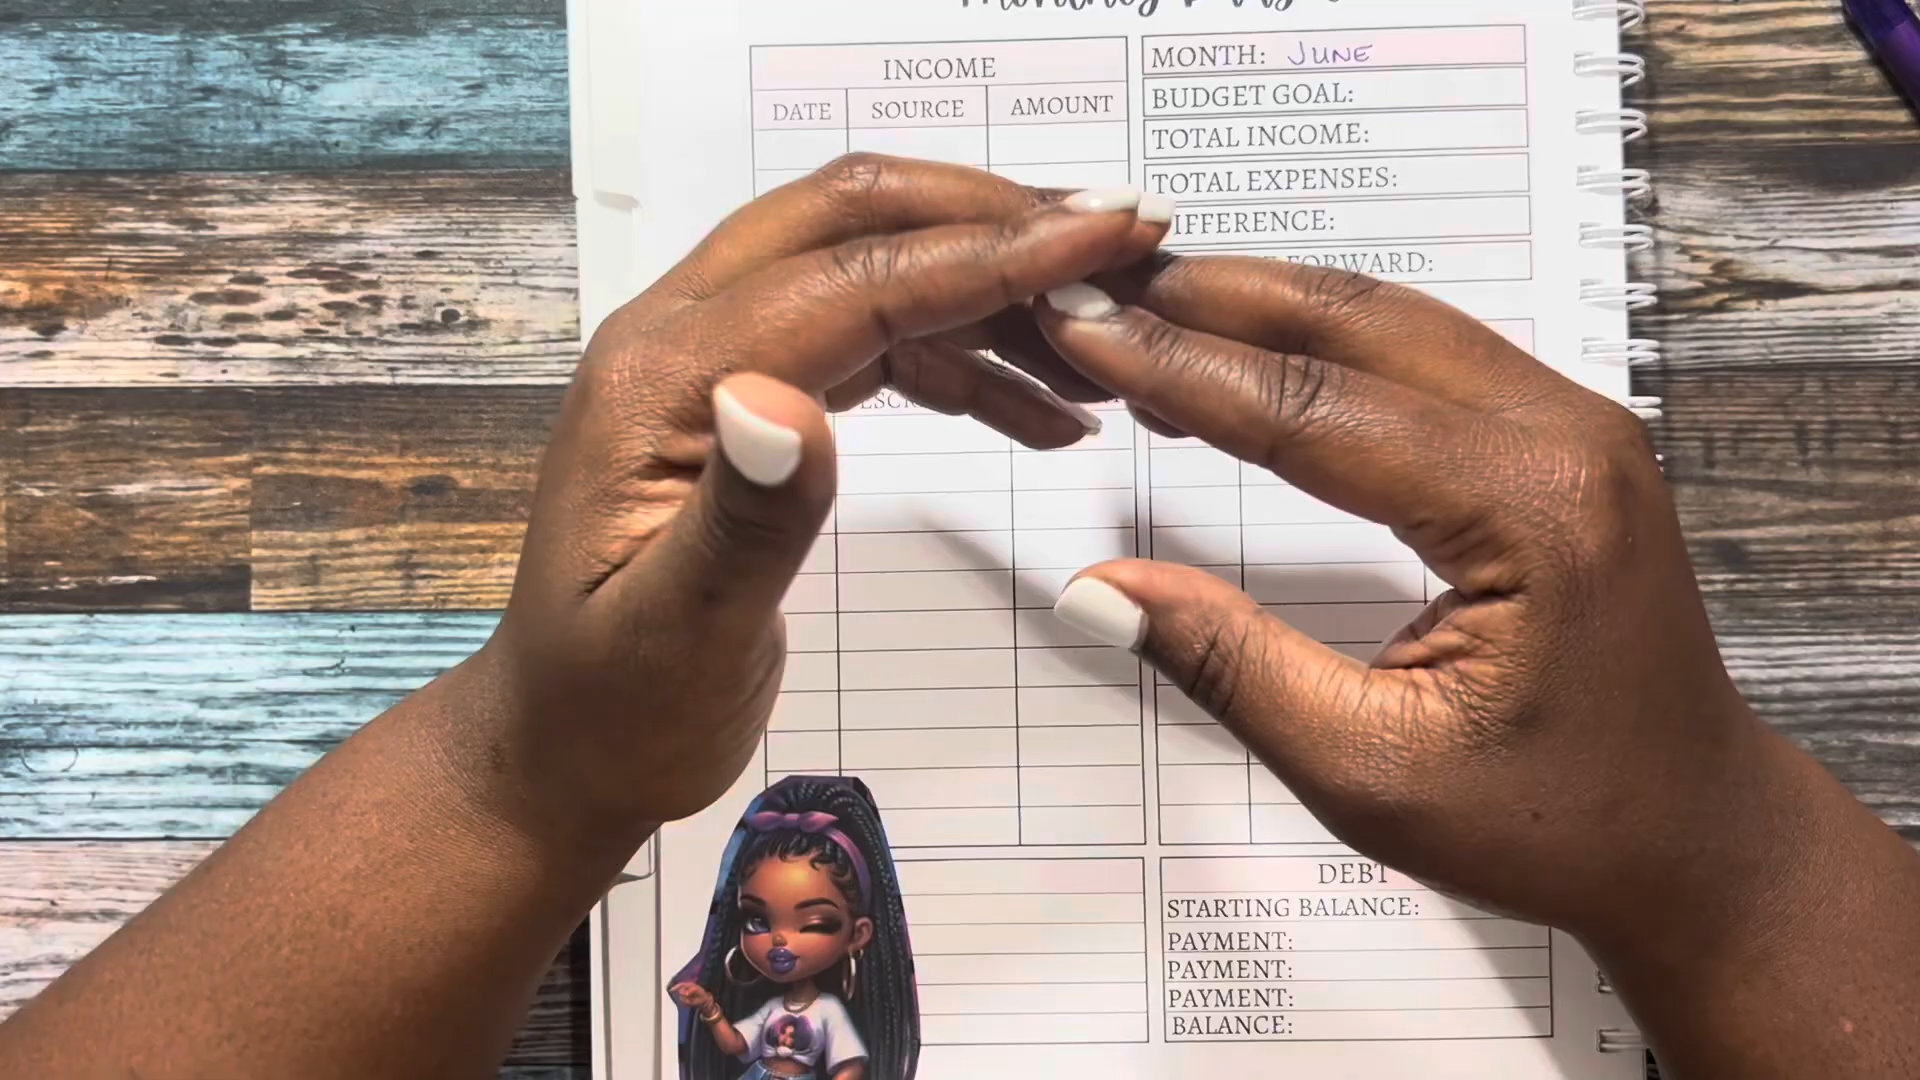 INCOME
DATE SOURCE AMOUNT
MONTH: JUNE
BUDGET GOAL:
TOTAL INCOME:
TOTAL EXPENSES:
IFFERENCE:
FORWARD:
DEBT
STARTING BALANCE:
PAYMENT:
PAYMENT:
PAYMENT:
BALANCE: